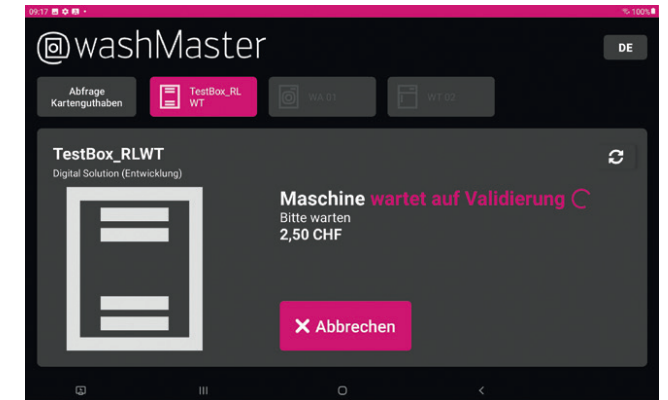 09:17
100%
washMaster
DE
Abfrage
Kartenguthaben
TestBox_RL
WT
WA 01
WT 02
TestBox_RLWT
Digital Solution (Entwicklung)
Maschine wartet auf Validierung
Bitte warten
2,50 CHF
Abbrechen